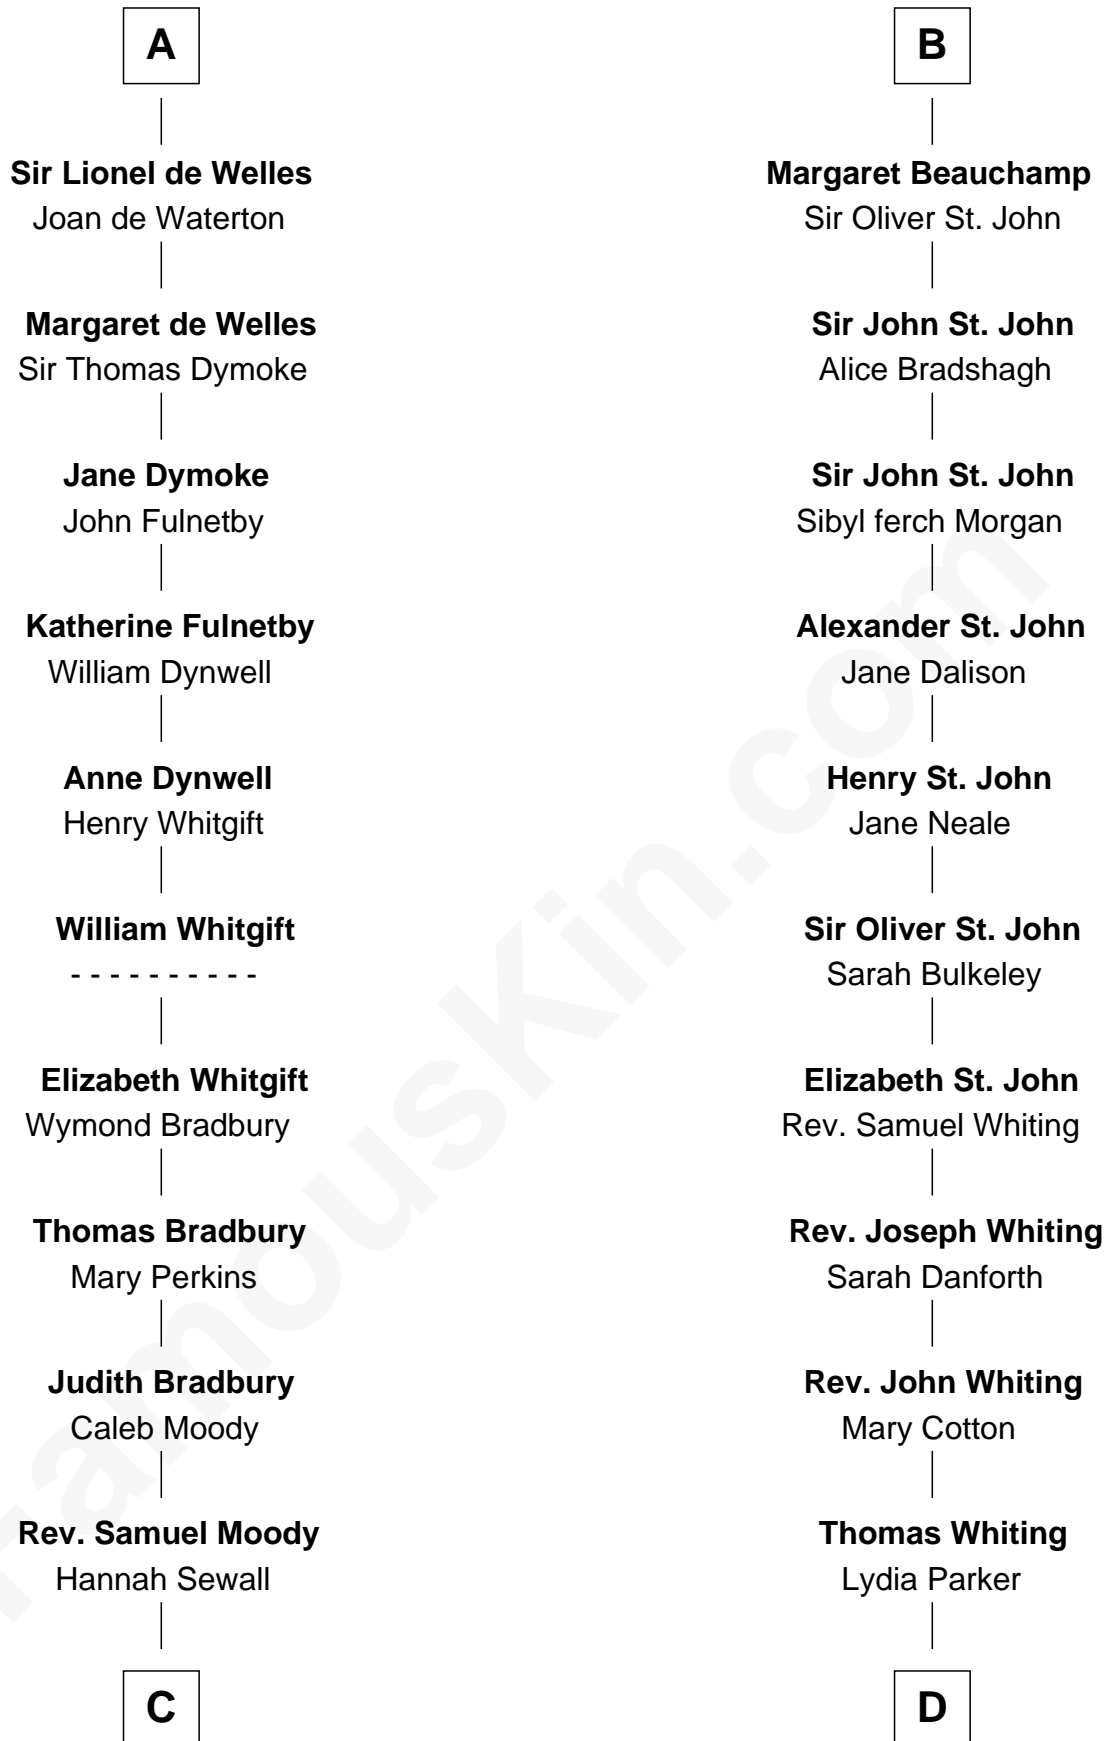 A
Sir Lionel de Welles
Joan de Waterton
Margaret de Welles
Sir Thomas Dymoke
Jane Dymoke
John Fulnetby
Katherine Fulnetby
William Dynwell
Anne Dynwell
Henry Whitgift
William Whitgift
- - - - - - - - - -
Elizabeth Whitgift
Wymond Bradbury
Thomas Bradbury
Mary Perkins
Judith Bradbury
Caleb Moody
Rev. Samuel Moody
Hannah Sewall
C
B
Margaret Beauchamp
Sir Oliver St. John
Sir John St. John
Alice Bradshagh
Sir John St. John
Sibyl ferch Morgan
Alexander St. John
Jane Dalison
Henry St. John
Jane Neale
Sir Oliver St. John
Sarah Bulkeley
Elizabeth St. John
Rev. Samuel Whiting
Rev. Joseph Whiting
Sarah Danforth
Rev. John Whiting
Mary Cotton
Thomas Whiting
Lydia Parker
D
FamousKin.com